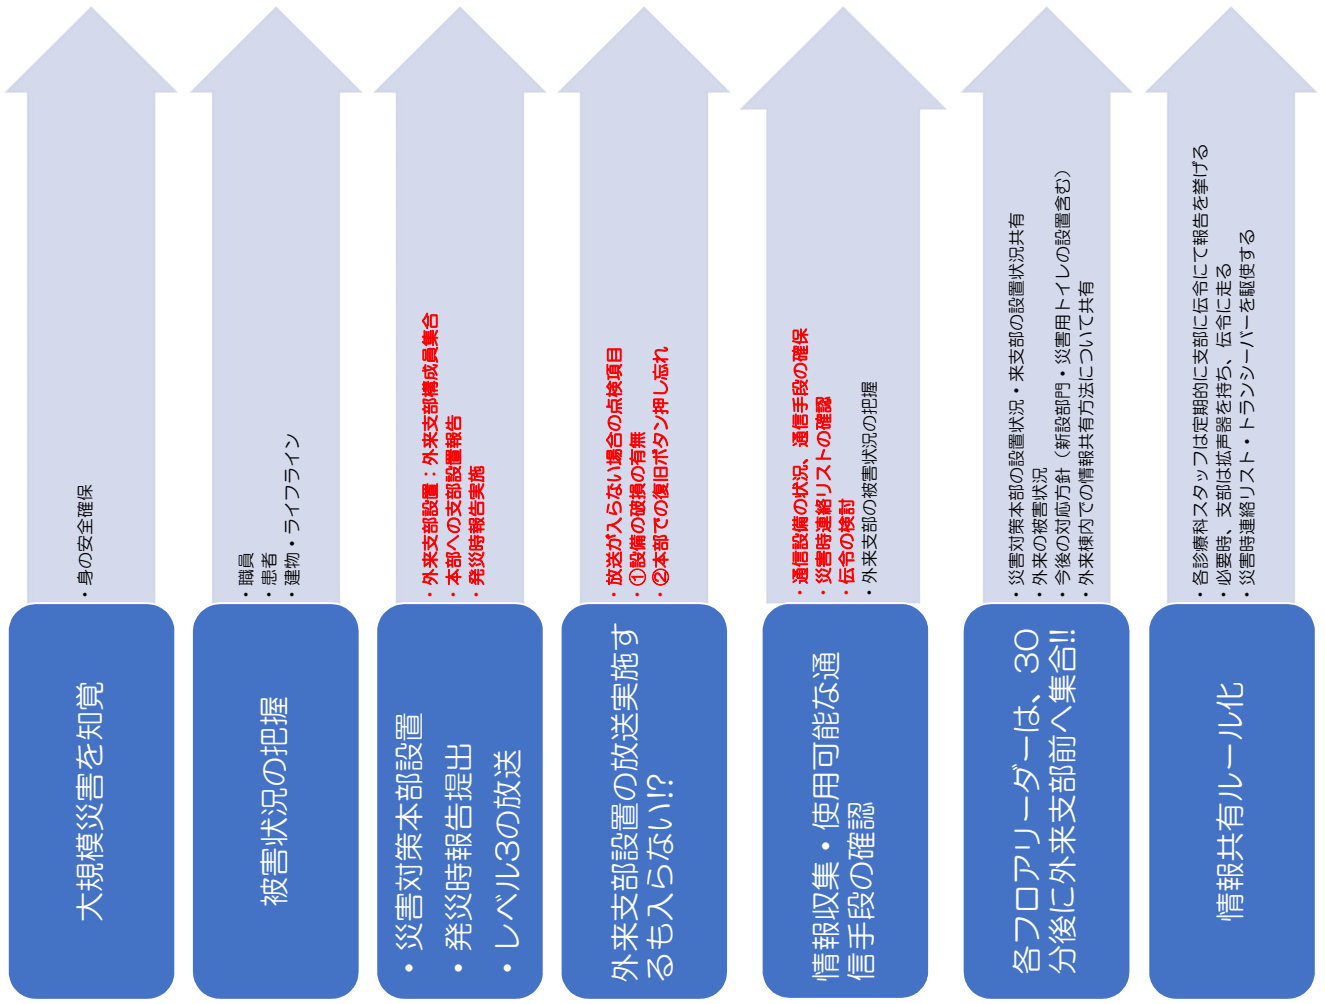 大規模災害を知覚
・身の安全確保
被害状況の把握
・職員
・患者
・建物・ライフライン
・災害対策本部設置
・発災時報告提出
・レベル3の放送
・外来支部設置：外来支部構成員集合
・本部への支部設置報告
・発災時報告実施
外来支部設置の放送実施す
るも入らない!?
・放送が入らない場合の点検項目
・①設備の破損の有無
・②本部での復旧ボタン押し忘れ
情報収集・使用可能な通
信手段の確認
・通信設備の状況、通信手段の確保
・災害時連絡リストの確認
・伝令の検討
・外来支部の被害状況の把握
各フロアリーダーは、30
分後に外来支部前へ集合!!
・災害対策本部の設置状況・来支部の設置状況共有
・外来の被害状況
・今後の対応方針（新設部門・災害用トイレの設置含む）
・外来棟内での情報共有方法について共有
情報共有ルール化
・各診療科スタッフは定期的に支部に伝令にて報告を挙げる
・必要時、支部は拡声器を持ち、伝令に走る
・災害時連絡リスト・トランシーバーを駆使する